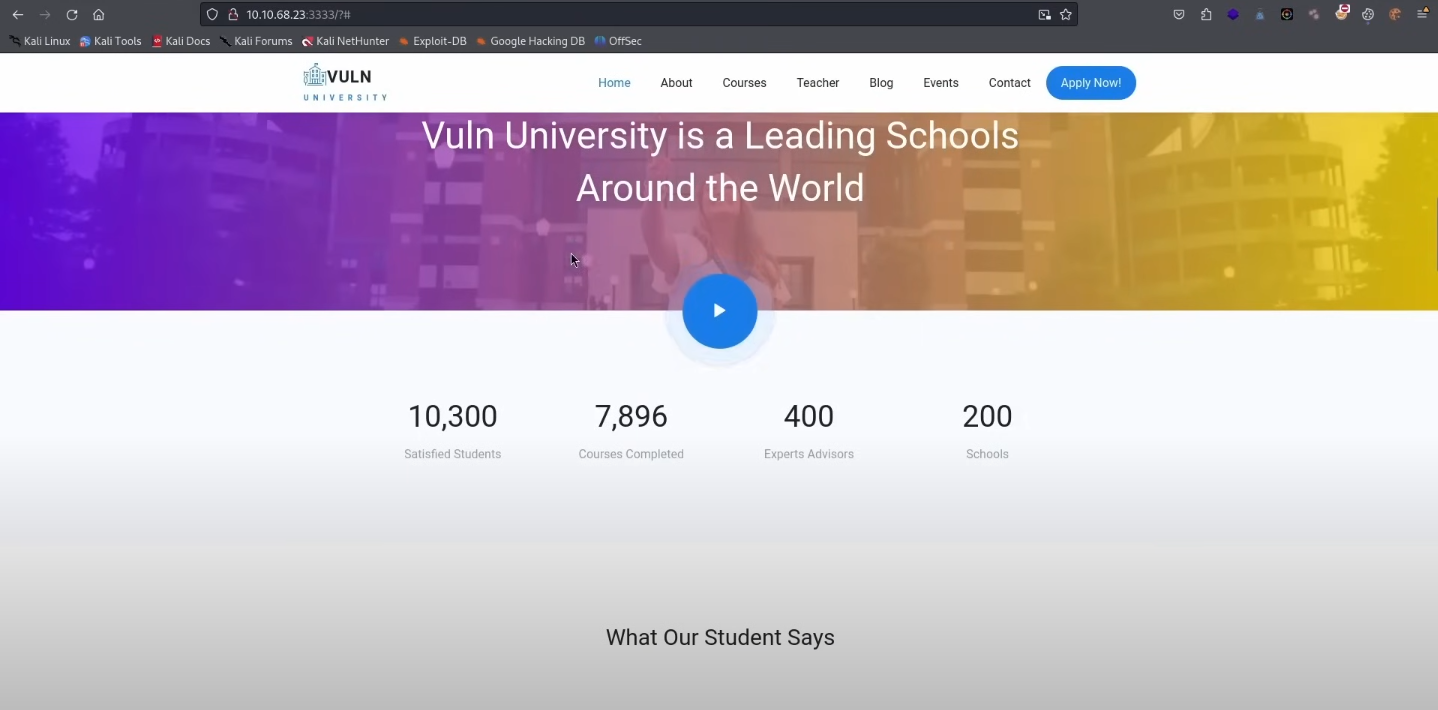 10.10.68.23:3333/?#
Kali Linux Kali Tools Kali Docs Kali Forums Kali NetHunter Exploit-DB Google Hacking DB OffSec
VULN
UNIVERSITY
Home About Courses Teacher Blog Events Contact Apply Now!
Vuln University is a Leading Schools
Around the World
10,300 7,896 400 200
Satisfied Students Courses Completed Experts Advisors Schools
What Our Student Says